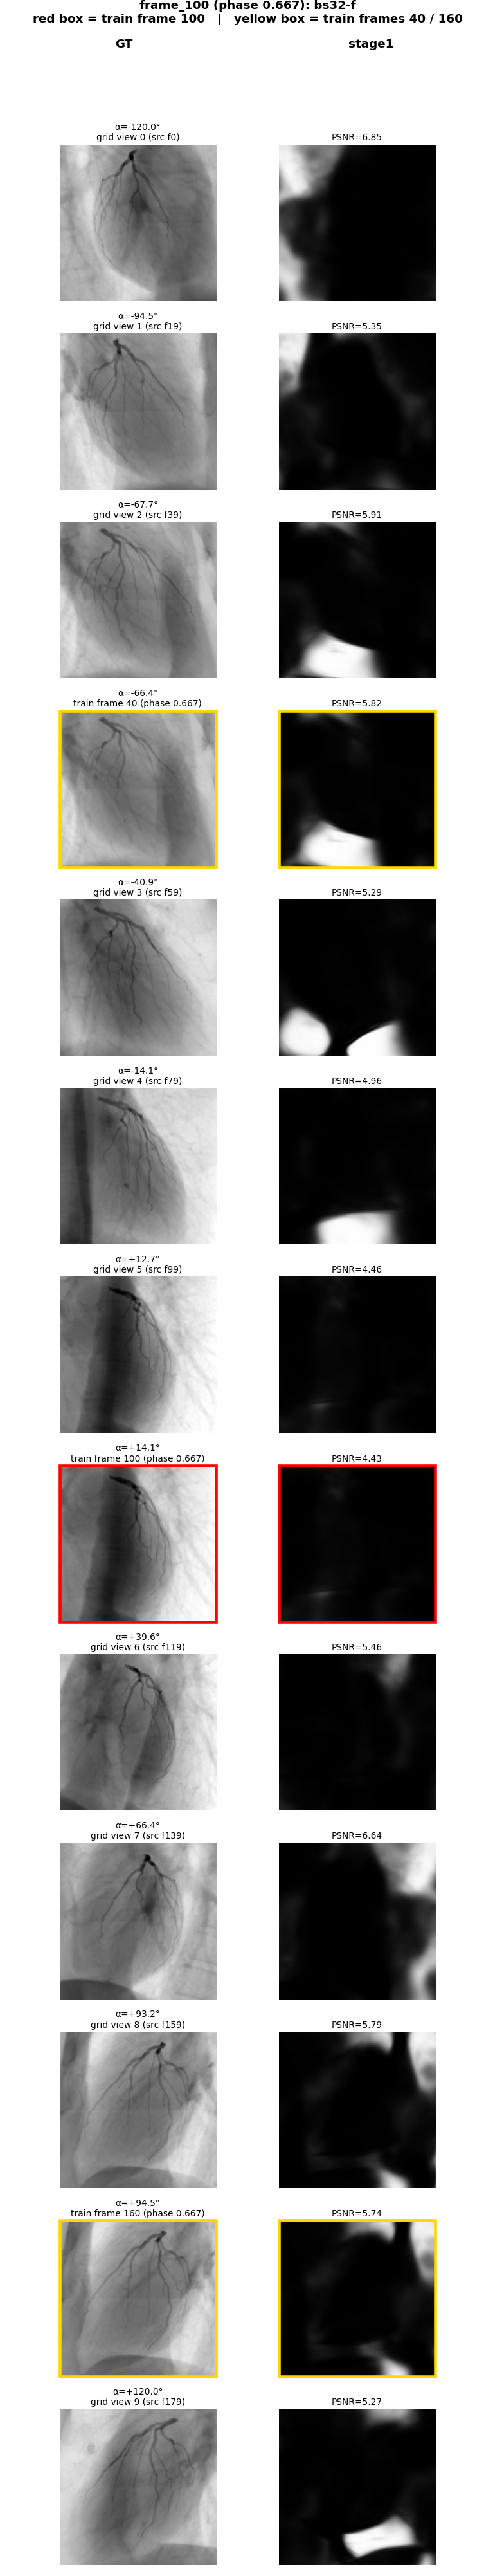 frame_100 (phase 0.667): bs32-f
red box = train frame 100 | yellow box = train frames 40 / 160
GT
stage1
α=-120.0°
grid view 0 (src f0)
PSNR=6.85
α=-94.5°
grid view 1 (src f19)
PSNR=5.35
α=-67.7°
grid view 2 (src f39)
PSNR=5.91
α=-66.4°
train frame 40 (phase 0.667)
PSNR=5.82
α=-40.9°
grid view 3 (src f59)
PSNR=5.29
α=-14.1°
grid view 4 (src f79)
PSNR=4.96
α=+12.7°
grid view 5 (src f99)
PSNR=4.46
α=+14.1°
train frame 100 (phase 0.667)
PSNR=4.43
α=+39.6°
grid view 6 (src f119)
PSNR=5.46
α=+66.4°
grid view 7 (src f139)
PSNR=6.64
α=+93.2°
grid view 8 (src f159)
PSNR=5.79
α=+94.5°
train frame 160 (phase 0.667)
PSNR=5.74
α=+120.0°
grid view 9 (src f179)
PSNR=5.27